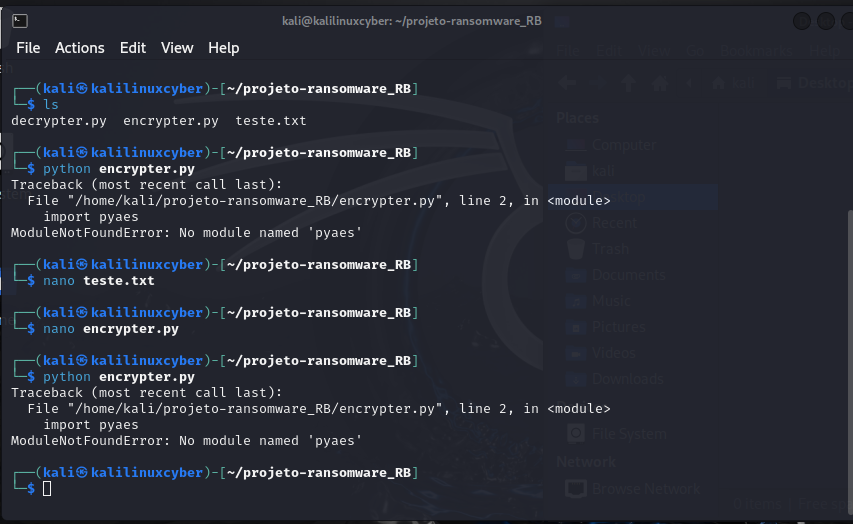 kali@kalilinuxcyber: ~/projeto-ransomware_RB
File Actions Edit View Help
┌──(kali㉿kalilinuxcyber)-[~/projeto-ransomware_RB]
└─$ ls
decrypter.py encrypter.py teste.txt
┌──(kali㉿kalilinuxcyber)-[~/projeto-ransomware_RB]
└─$ python encrypter.py
Traceback (most recent call last):
File "/home/kali/projeto-ransomware_RB/encrypter.py", line 2, in <module>
import pyaes
ModuleNotFoundError: No module named 'pyaes'
┌──(kali㉿kalilinuxcyber)-[~/projeto-ransomware_RB]
└─$ nano teste.txt
┌──(kali㉿kalilinuxcyber)-[~/projeto-ransomware_RB]
└─$ nano encrypter.py
┌──(kali㉿kalilinuxcyber)-[~/projeto-ransomware_RB]
└─$ python encrypter.py
Traceback (most recent call last):
File "/home/kali/projeto-ransomware_RB/encrypter.py", line 2, in <module>
import pyaes
ModuleNotFoundError: No module named 'pyaes'
┌──(kali㉿kalilinuxcyber)-[~/projeto-ransomware_RB]
└─$
File Edit View Go Bookmarks Help
kali Desktop
Places
Computer
kali
Desktop
Recent
Trash
Documents
Music
Pictures
Videos
Downloads
File System
Network
Browse Network
0 items | Free